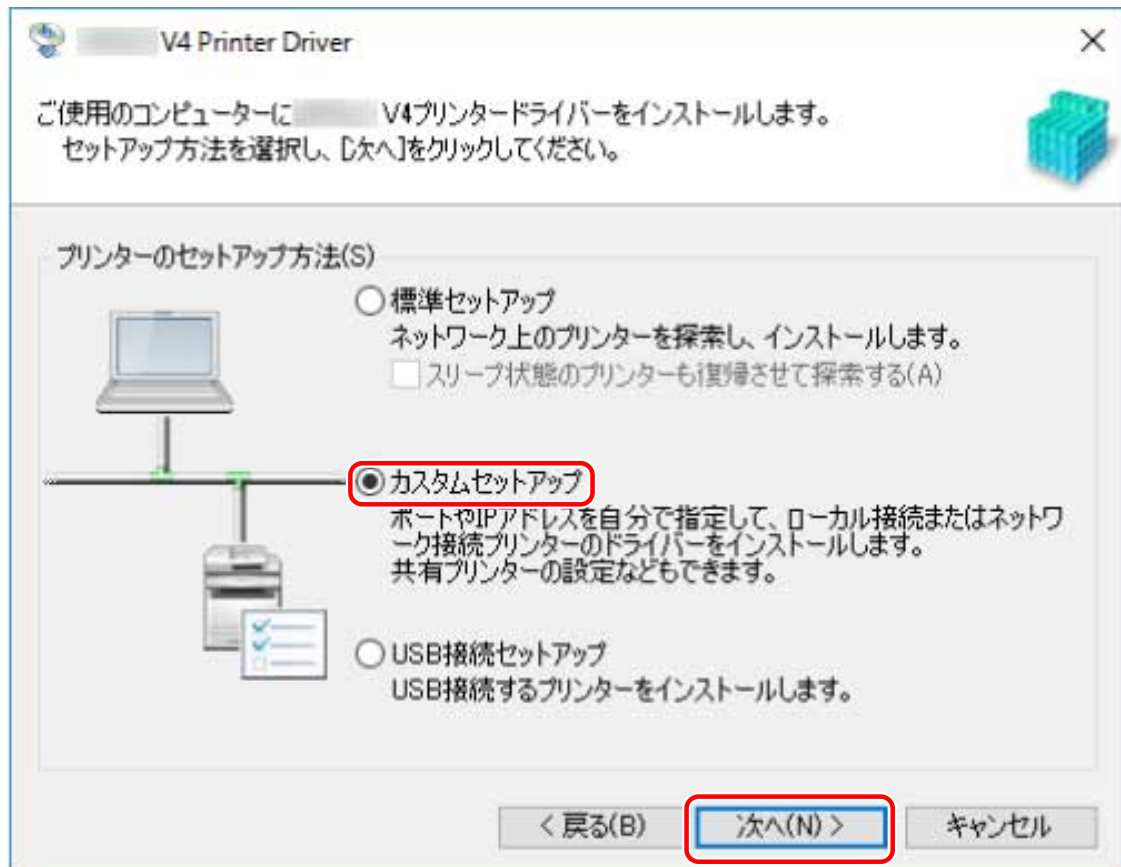 V4 Printer Driver
ご使用のコンピューターに V4プリンタードライバーをインストールします。
セットアップ方法を選択し、[次へ]をクリックしてください。
プリンターのセットアップ方法(S)
標準セットアップ
ネットワーク上のプリンターを探索し、インストールします。
スリープ状態のプリンターも復帰させて探索する(A)
カスタムセットアップ
ポートやIPアドレスを自分で指定して、ローカル接続またはネットワ
ーク接続プリンターのドライバーをインストールします。
共有プリンターの設定などもできます。
USB接続セットアップ
USB接続するプリンターをインストールします。
< 戻る(B)
次へ(N) >
キャンセル